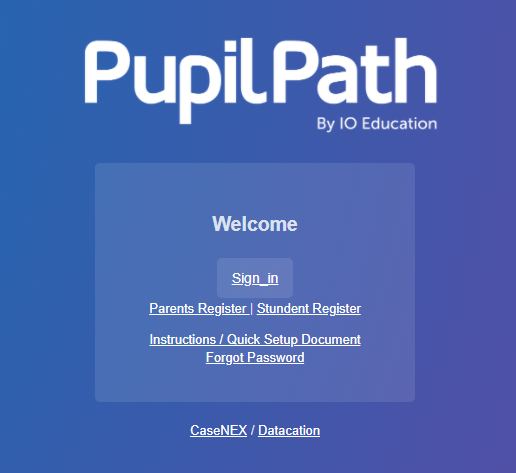 PupilPath
By IO Education
Welcome
Sign_in
Parents Register | Stundent Register
Instructions / Quick Setup Document
Forgot Password
CaseNEX / Datacation